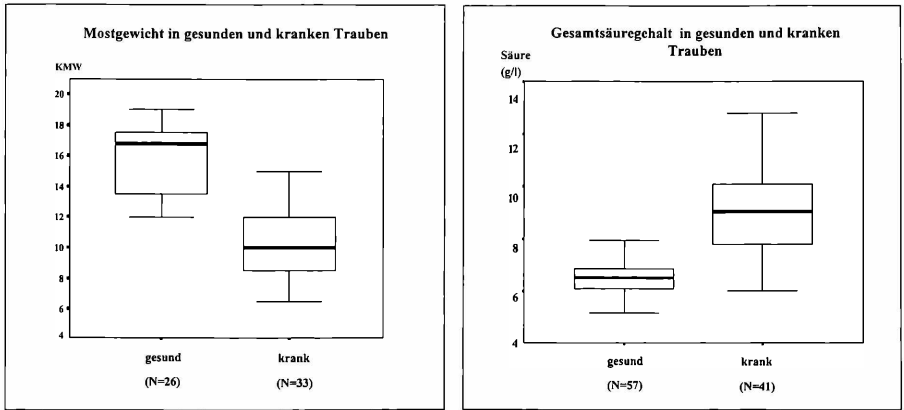 Mostgewicht in gesunden und kranken Trauben
KMW
20
18
16
14
12
10
8
6
4
gesund
krank
(N=26)
(N=33)
Gesamtsäuregehalt in gesunden und kranken
Trauben
Säure
(g/l)
14
12
10
8
6
4
gesund
krank
(N=57)
(N=41)